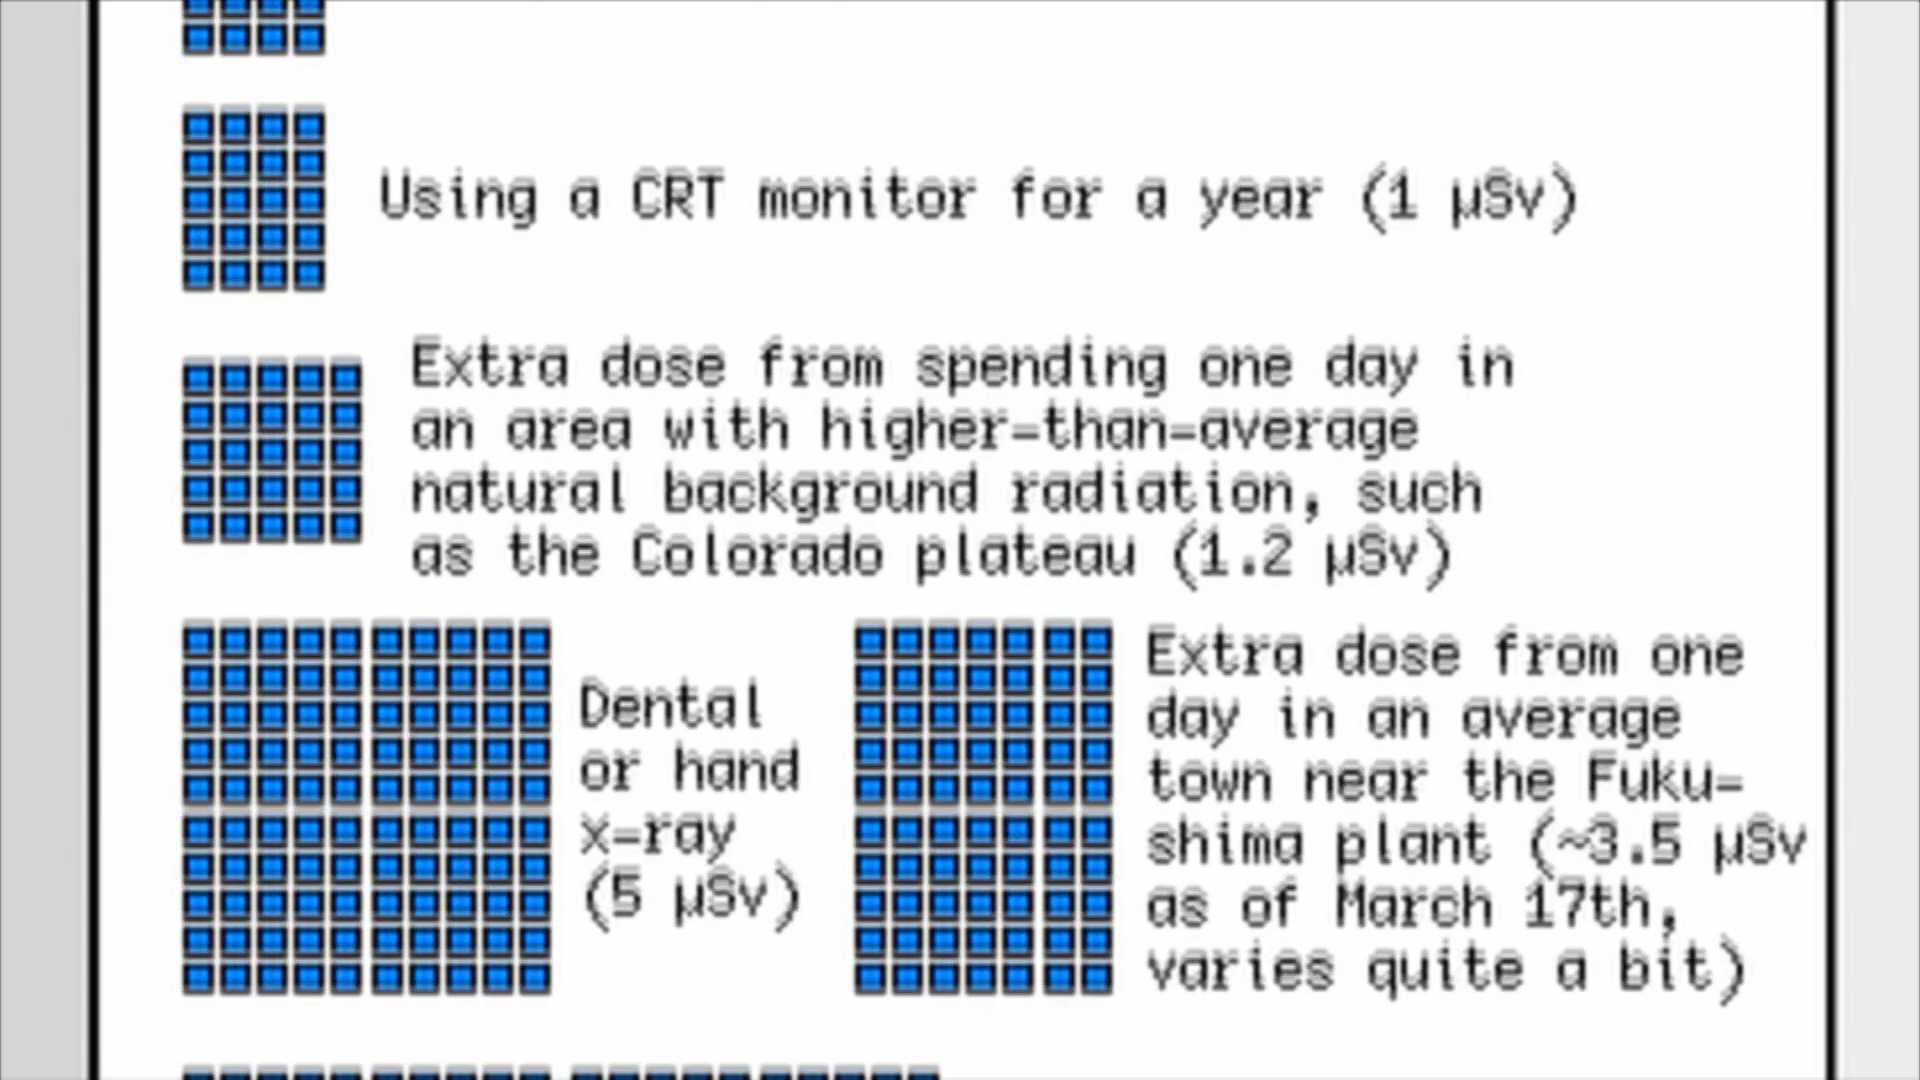 Using a CRT monitor for a year (1 µSv)
Extra dose from spending one day in
an area with higher-than-average
natural background radiation, such
as the Colorado plateau (1.2 µSv)
Dental
or hand
x-ray
(5 µSv)
Extra dose from one
day in an average
town near the Fuku-
shima plant (~3.5 µSv
as of March 17th,
varies quite a bit)